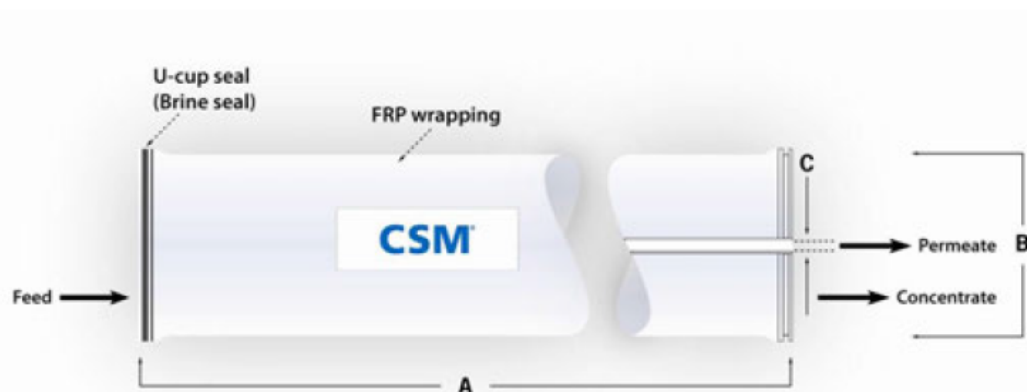 U-cup seal
(Brine seal)
FRP wrapping
C
CSM
Permeate
B
Feed
Concentrate
A